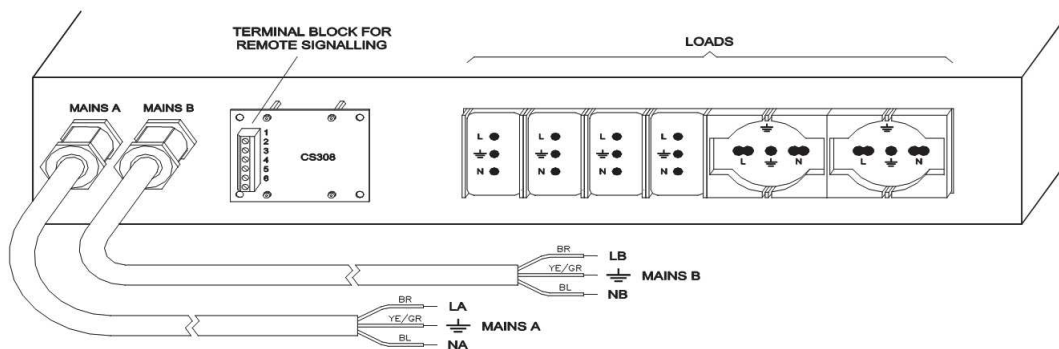 TERMINAL BLOCK FOR
REMOTE SIGNALLING
LOADS
MAINS A
MAINS B
1
2
3
4
5
6
CS308
L
N
L
N
L
N
L
N
L N
L N
BR LB
YE/GR MAINS B
BL NB
BR LA
YE/GR MAINS A
BL NA